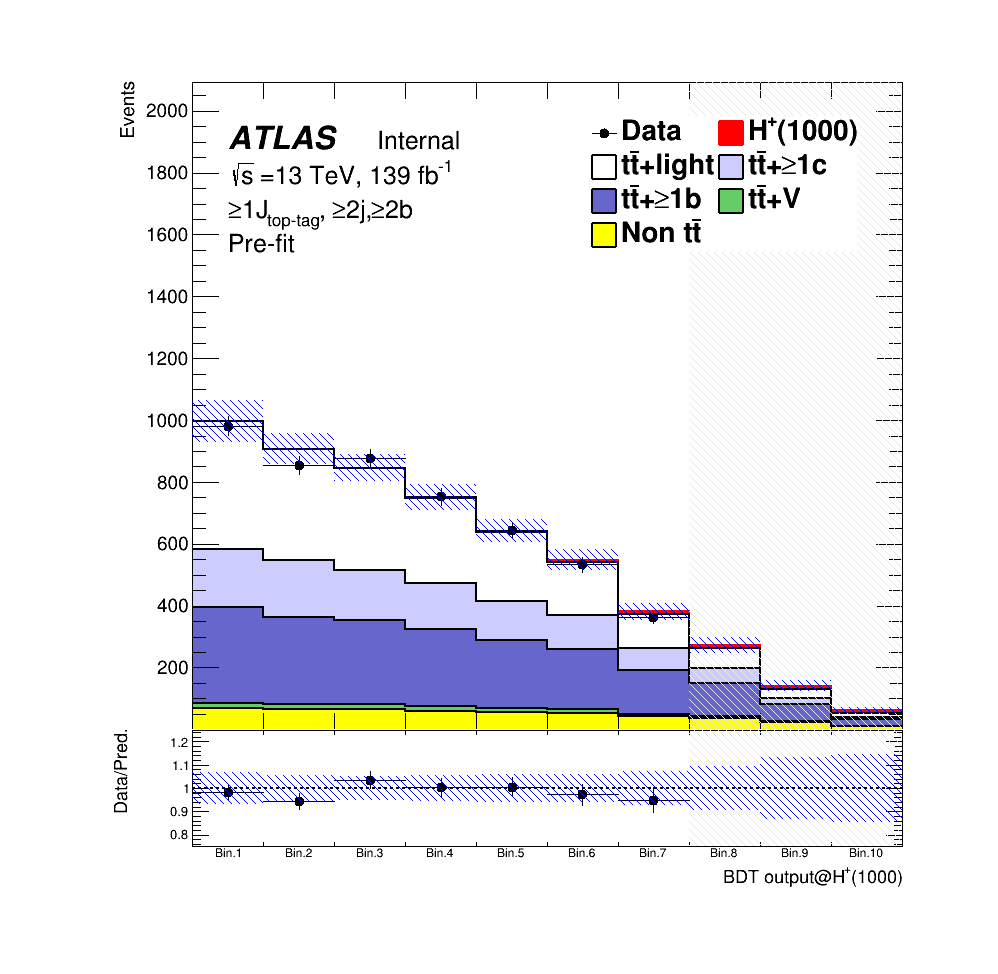 Events
2000
1800
1600
1400
1200
1000
800
600
400
200
ATLAS Internal
√s =13 TeV, 139 fb⁻¹
≥1J_top-tag, ≥2j,≥2b
Pre-fit
Data
H⁺(1000)
tt̄+light
tt̄+≥1c
tt̄+≥1b
tt̄+V
Non tt̄
Data/Pred.
1.2
1.1
1
0.9
0.8
Bin.1 Bin.2 Bin.3 Bin.4 Bin.5 Bin.6 Bin.7 Bin.8 Bin.9 Bin.10
BDT output@H⁺(1000)